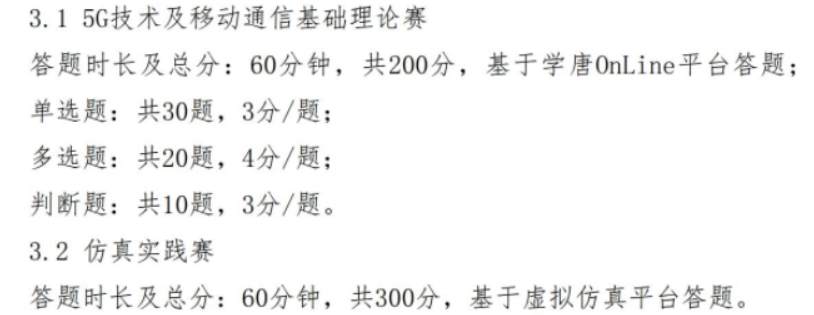 3.1 5G技术及移动通信基础理论赛
答题时长及总分：60分钟，共200分，基于学唐OnLine平台答题；
单选题：共30题，3分/题；
多选题：共20题，4分/题；
判断题：共10题，3分/题。
3.2 仿真实践赛
答题时长及总分：60分钟，共300分，基于虚拟仿真平台答题。